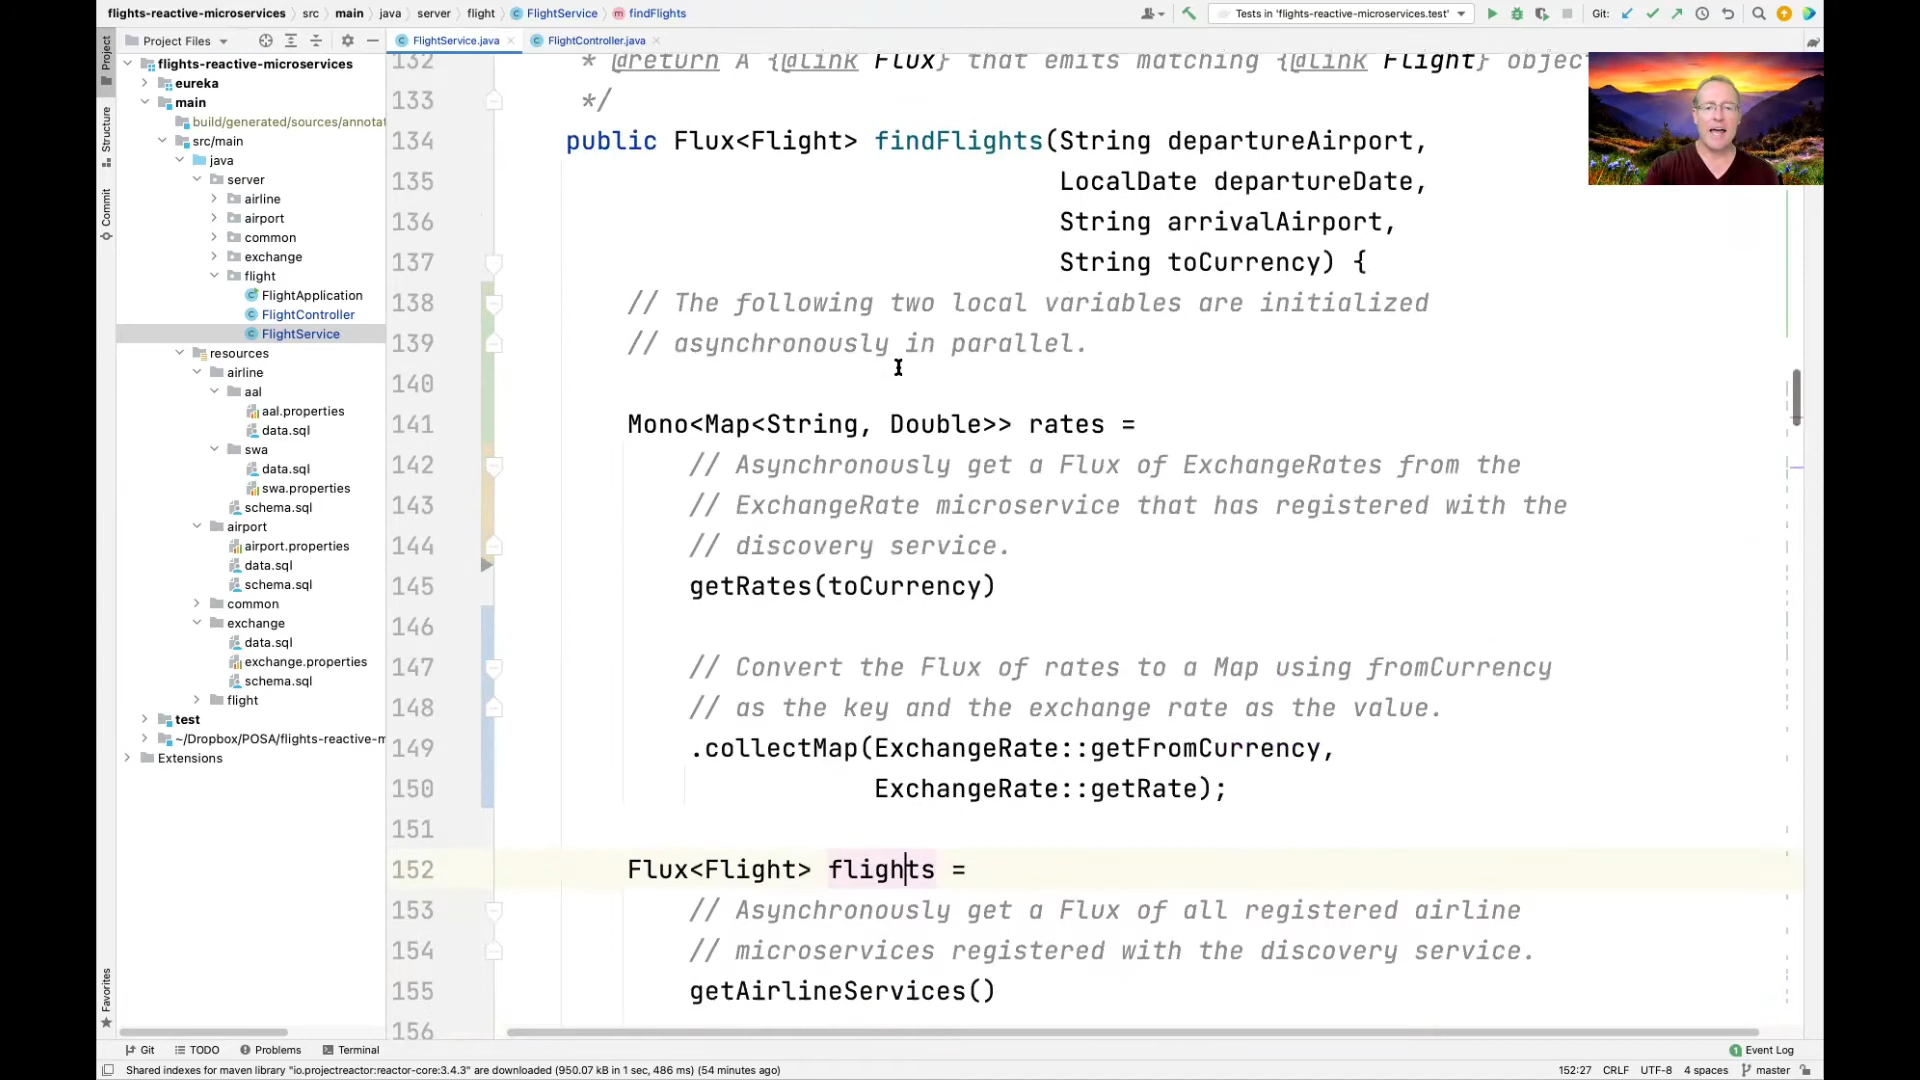 flights-reactive-microservices src main java server flight FlightService findFlights
Tests in 'flights-reactive-microservices.test'
Git:
Project
Structure
Commit
Favorites
Project Files
FlightService.java
FlightController.java
flights-reactive-microservices
eureka
main
build/generated/sources/annotat
src/main
java
server
airline
airport
common
exchange
flight
FlightApplication
FlightController
FlightService
resources
airline
aal
aal.properties
data.sql
swa
data.sql
swa.properties
schema.sql
airport
airport.properties
data.sql
schema.sql
common
exchange
data.sql
exchange.properties
schema.sql
flight
test
~/Dropbox/POSA/flights-reactive-m
Extensions
132 * @return A {@link Flux} that emits matching {@link Flight} objec
133 */
134 public Flux<Flight> findFlights(String departureAirport,
135 LocalDate departureDate,
136 String arrivalAirport,
137 String toCurrency) {
138 // The following two local variables are initialized
139 // asynchronously in parallel.
140
141 Mono<Map<String, Double>> rates =
142 // Asynchronously get a Flux of ExchangeRates from the
143 // ExchangeRate microservice that has registered with the
144 // discovery service.
145 getRates(toCurrency)
146
147 // Convert the Flux of rates to a Map using fromCurrency
148 // as the key and the exchange rate as the value.
149 .collectMap(ExchangeRate::getFromCurrency,
150 ExchangeRate::getRate);
151
152 Flux<Flight> flights =
153 // Asynchronously get a Flux of all registered airline
154 // microservices registered with the discovery service.
155 getAirlineServices()
156
Git TODO Problems Terminal
1 Event Log
Shared indexes for maven library "io.projectreactor:reactor-core:3.4.3" are downloaded (950.07 kB in 1 sec, 486 ms) (54 minutes ago)
152:27 CRLF UTF-8 4 spaces master